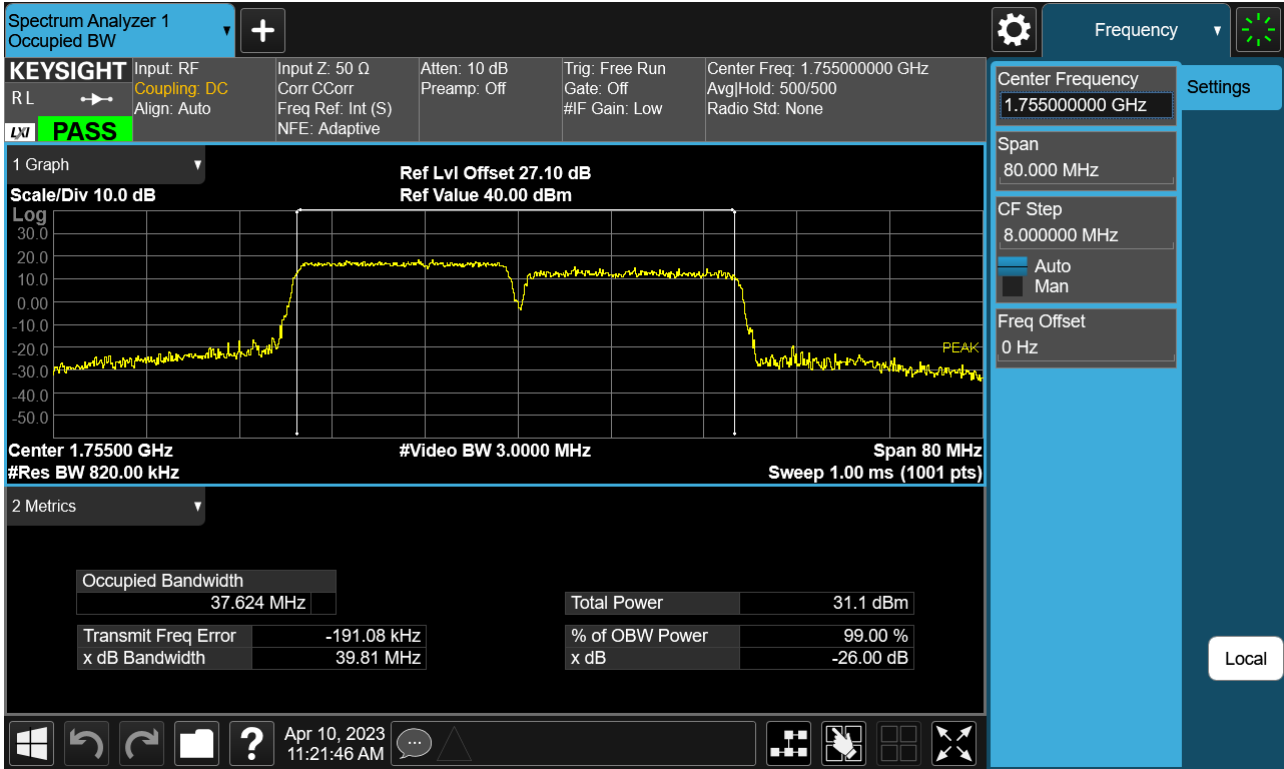 Spectrum Analyzer 1
Occupied BW
▼
+
Frequency
▼
KEYSIGHT
R L
LXI
PASS
Input: RF
Coupling: DC
Align: Auto
Input Z: 50 Ω
Corr CCorr
Freq Ref: Int (S)
NFE: Adaptive
Atten: 10 dB
Preamp: Off
Trig: Free Run
Gate: Off
#IF Gain: Low
Center Freq: 1.755000000 GHz
Avg|Hold: 500/500
Radio Std: None
Center Frequency
1.755000000 GHz
Settings
Span
80.000 MHz
CF Step
8.000000 MHz
Auto
Man
Freq Offset
0 Hz
1 Graph ▼
Scale/Div 10.0 dB
Ref Lvl Offset 27.10 dB
Ref Value 40.00 dBm
Log
30.0
20.0
10.0
0.00
-10.0
-20.0
-30.0
-40.0
-50.0
PEAK
Center 1.75500 GHz
#Video BW 3.0000 MHz
Span 80 MHz
#Res BW 820.00 kHz
Sweep 1.00 ms (1001 pts)
2 Metrics ▼
Occupied Bandwidth
37.624 MHz
Total Power 31.1 dBm
Transmit Freq Error -191.08 kHz
% of OBW Power 99.00 %
x dB Bandwidth 39.81 MHz
x dB -26.00 dB
Local
?
Apr 10, 2023
11:21:46 AM